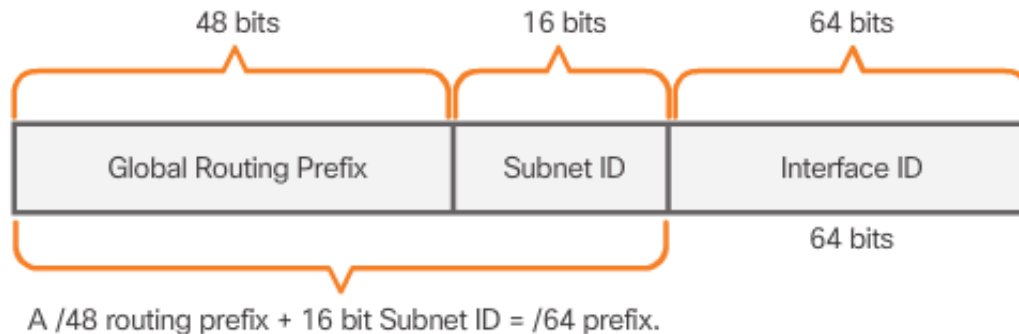 48 bits 16 bits 64 bits
Global Routing Prefix Subnet ID Interface ID
64 bits
A /48 routing prefix + 16 bit Subnet ID = /64 prefix.